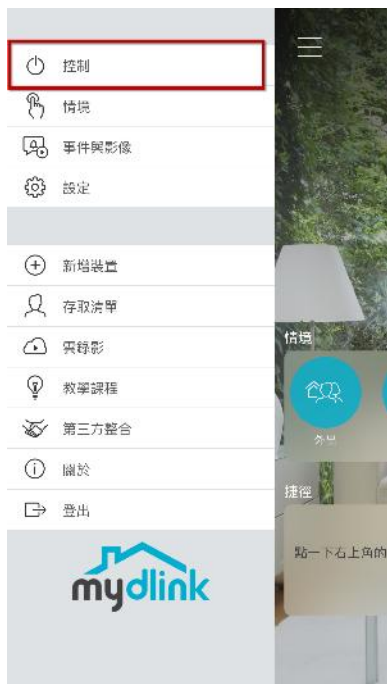 控制
情境
事件與影像
設定
新增裝置
存取清單
雲錄影
教學課程
第三方整合
關於
登出
mydlink
情境
外出
捷徑
點一下右上角的